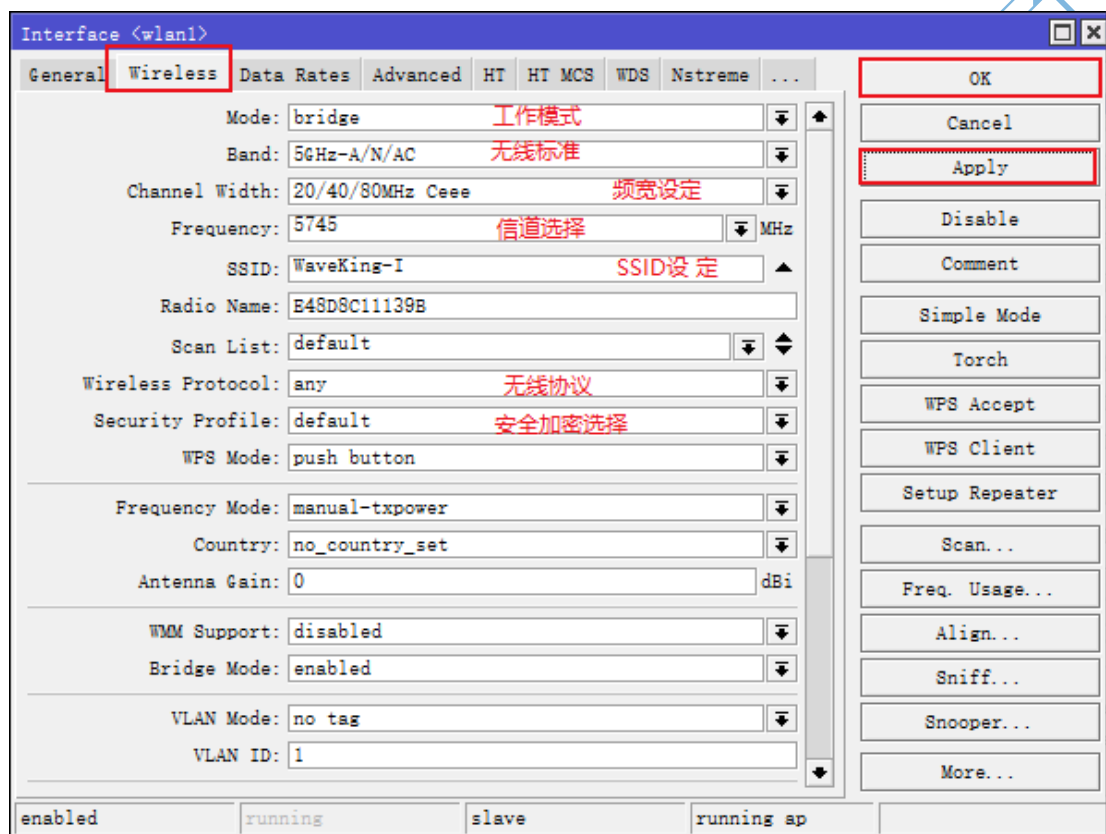 Interface <wlan1>
General Wireless Data Rates Advanced HT HT MCS WDS Nstreme ...
Mode: bridge 工作模式
Band: 5GHz-A/N/AC 无线标准
Channel Width: 20/40/80MHz Ceee 频宽设定
Frequency: 5745 信道选择 MHz
SSID: WaveKing-I SSID设 定
Radio Name: E48D8C11139B
Scan List: default
Wireless Protocol: any 无线协议
Security Profile: default 安全加密选择
WPS Mode: push button
Frequency Mode: manual-txpower
Country: no_country_set
Antenna Gain: 0 dBi
WMM Support: disabled
Bridge Mode: enabled
VLAN Mode: no tag
VLAN ID: 1
OK
Cancel
Apply
Disable
Comment
Simple Mode
Torch
WPS Accept
WPS Client
Setup Repeater
Scan...
Freq. Usage...
Align...
Sniff...
Snooper...
More...
enabled running slave running ap